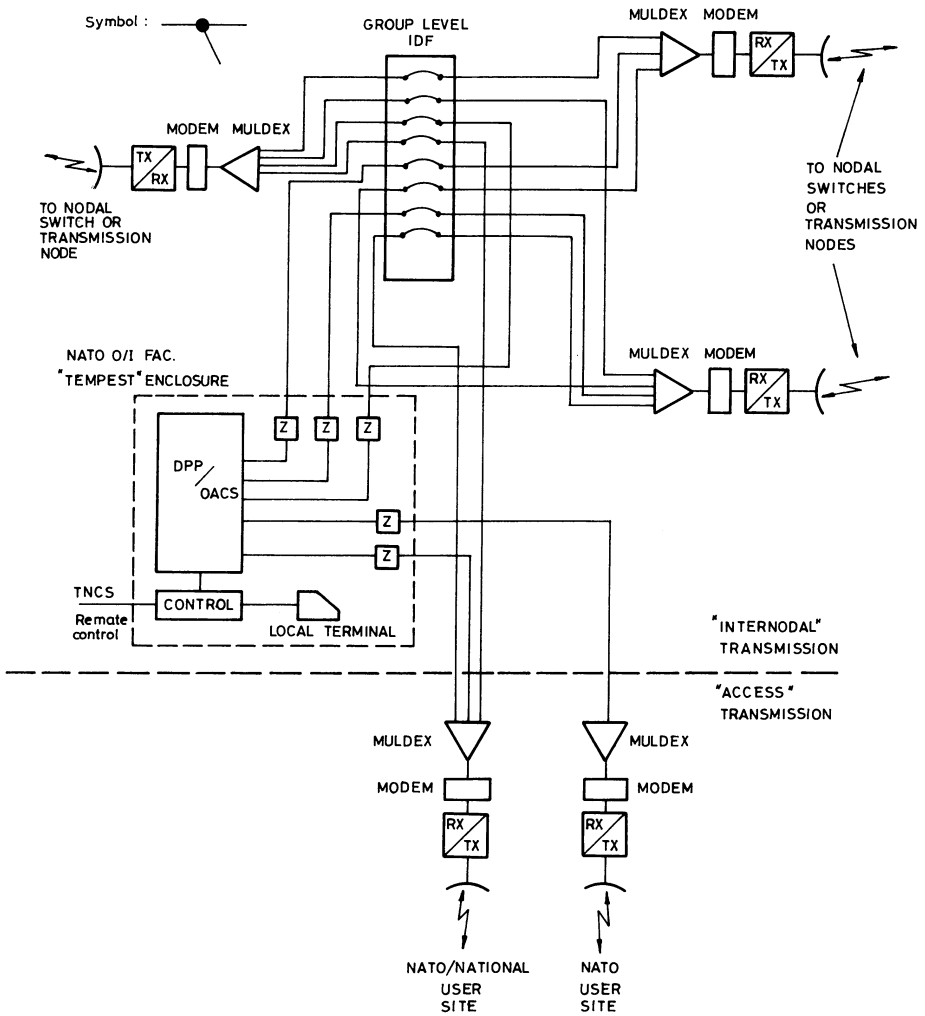 Symbol :
GROUP LEVEL
IDF
MULDEX MODEM
RX
TX
MODEM MULDEX
TX
RX
TO NODAL
SWITCH OR
TRANSMISSION
NODE
TO NODAL
SWITCHES
OR
TRANSMISSION
NODES
NATO O/I FAC.
"TEMPEST" ENCLOSURE
MULDEX MODEM
RX
TX
Z
Z
Z
DPP
OACS
Z
Z
TNCS
Remate
control
CONTROL
LOCAL TERMINAL
"INTERNODAL"
TRANSMISSION
"ACCESS"
TRANSMISSION
MULDEX
MULDEX
MODEM
MODEM
RX
TX
RX
TX
NATO/NATIONAL
USER
SITE
NATO
USER
SITE